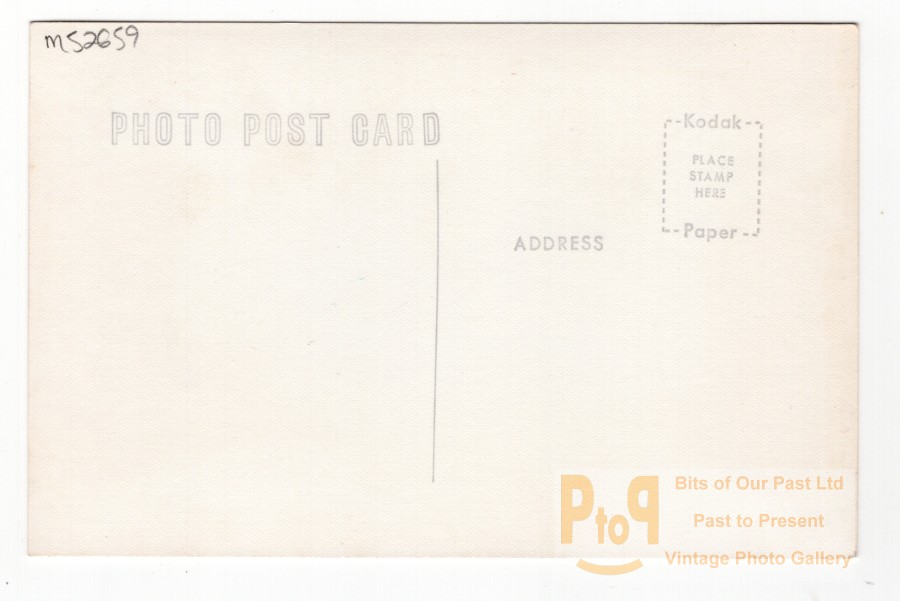 m52659
PHOTO POST CARD
Kodak
PLACE
STAMP
HERE
Paper
ADDRESS
PtoP
Bits of Our Past Ltd
Past to Present
Vintage Photo Gallery